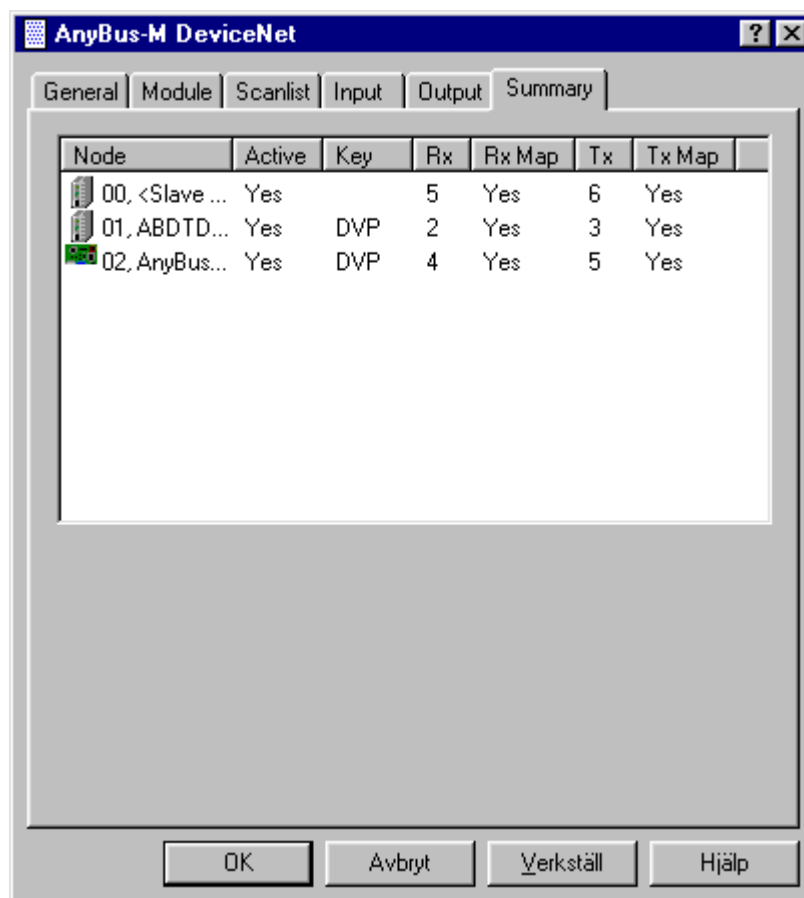 AnyBus-M DeviceNet
General Module Scanlist Input Output Summary
Node Active Key Rx Rx Map Tx Tx Map
00, <Slave ... Yes 5 Yes 6 Yes
01, ABDTD... Yes DVP 2 Yes 3 Yes
02, AnyBus... Yes DVP 4 Yes 5 Yes
OK Avbryt Verkställ Hjälp